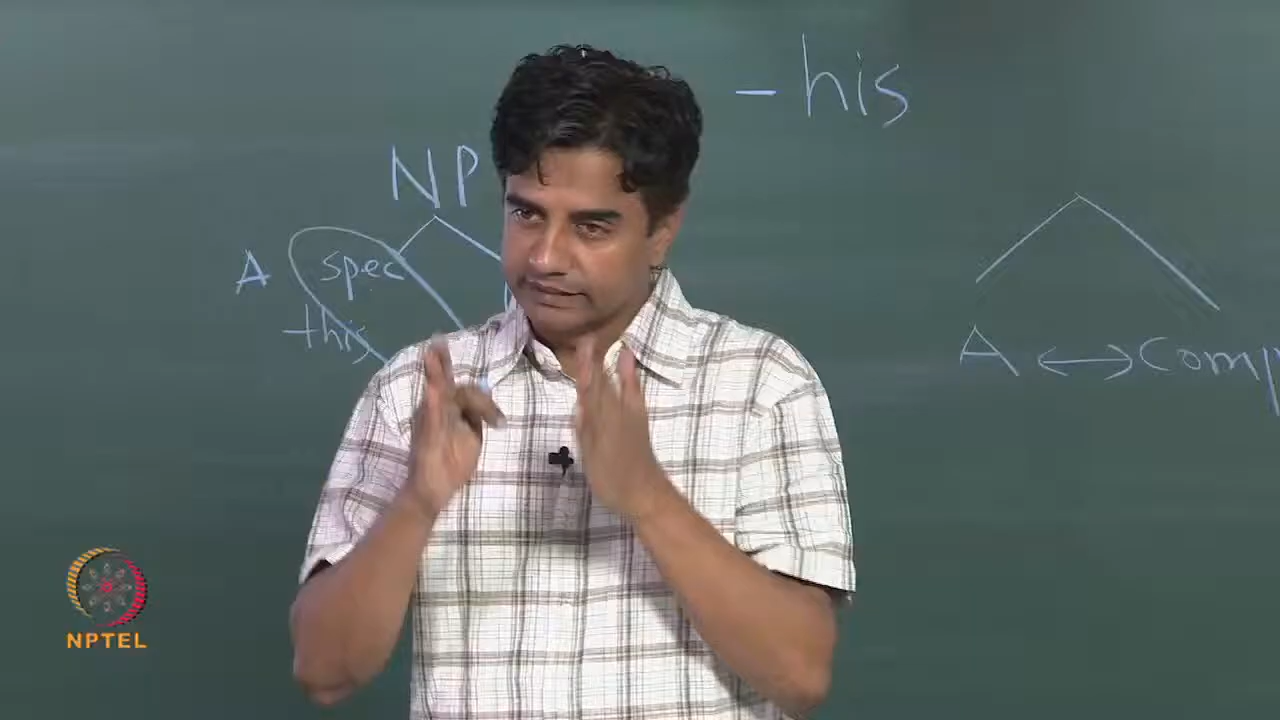 - his
NP
A spec
this
A ↔ Comp
NPTEL